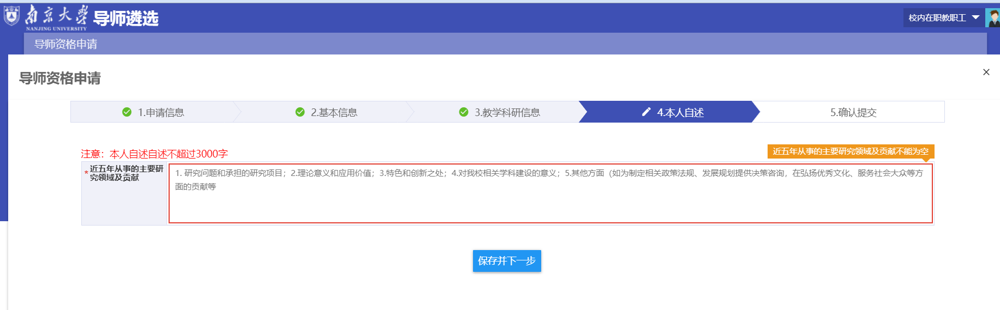 南京大学 导师遴选
NANJING UNIVERSITY
校内在职教职工
导师资格申请
导师资格申请
1.申请信息
2.基本信息
3.教学科研信息
4.本人自述
5.确认提交
注意：本人自述自述不超过3000字
近五年从事的主要研究领域及贡献不能为空
* 近五年从事的主要研
究领域及贡献
1. 研究问题和承担的研究项目；2.理论意义和应用价值；3.特色和创新之处；4.对我校相关学科建设的意义；5.其他方面（如为制定相关政策法规、发展规划提供决策咨询，在弘扬优秀文化、服务社会大众等方
面的贡献等
保存并下一步